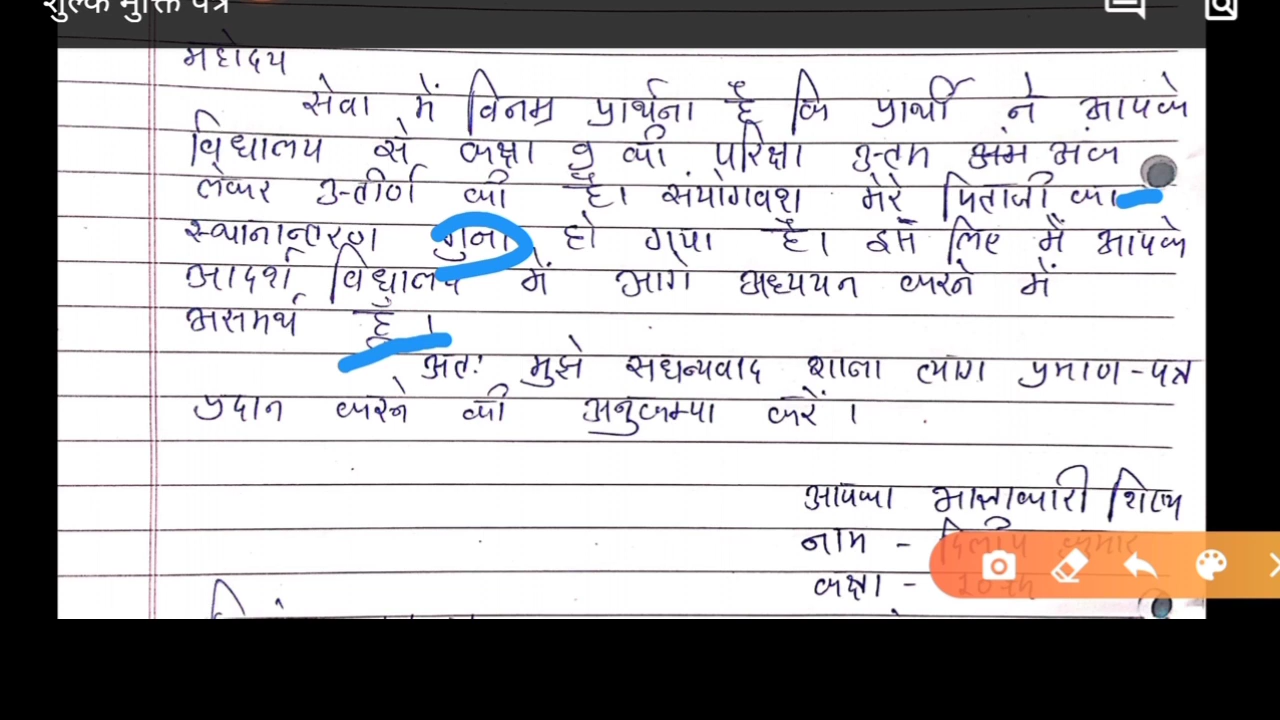 शुल्क मुक्ति पत्र
महोदय
सेवा में विनम्र प्रार्थना है कि प्रार्थी ने आपके
विद्यालय से कक्षा 9 की परिक्षा उत्तम अंक
लेकर उत्तीर्ण की है। संयोगवश मेरे पिताजी का
स्थानान्तरण गुना हो गया है। इस लिए मैं आपके
आदर्श विद्यालय में आगे अध्ययन करने में
असमर्थ हूँ ।
अतः मुझे सधन्यवाद शाला त्याग प्रमाण-पत्र
प्रदान करने की अनुकम्पा करें ।
आपका आज्ञाकारी शिष्य
नाम - दिलीप कुमार
कक्षा - 10